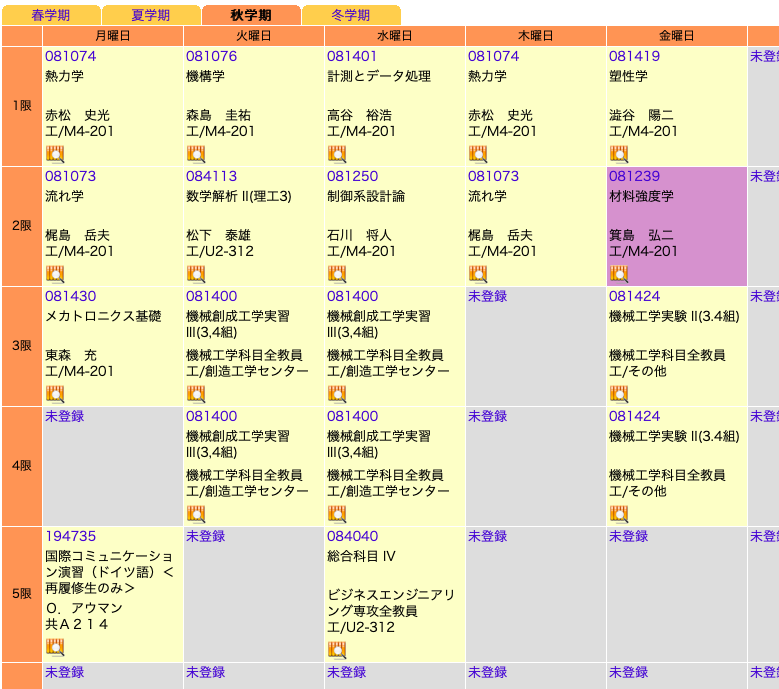 春学期 夏学期 秋学期 冬学期
月曜日 火曜日 水曜日 木曜日 金曜日
1限
081074
熱力学
赤松　史光
工/M4-201
081076
機構学
森島　圭祐
工/M4-201
081401
計測とデータ処理
高谷　裕浩
工/M4-201
081074
熱力学
赤松　史光
工/M4-201
081419
塑性学
澁谷　陽二
工/M4-201
未登
2限
081073
流れ学
梶島　岳夫
工/M4-201
084113
数学解析 II(理工3)
松下　泰雄
工/U2-312
081250
制御系設計論
石川　将人
工/M4-201
081073
流れ学
梶島　岳夫
工/M4-201
081239
材料強度学
箕島　弘二
工/M4-201
未登
3限
081430
メカトロニクス基礎
東森　充
工/M4-201
081400
機械創成工学実習
III(3,4組)
機械工学科目全教員
工/創造工学センター
081400
機械創成工学実習
III(3,4組)
機械工学科目全教員
工/創造工学センター
未登録
081424
機械工学実験 II(3.4組)
機械工学科目全教員
工/その他
未登
4限
未登録
081400
機械創成工学実習
III(3,4組)
機械工学科目全教員
工/創造工学センター
081400
機械創成工学実習
III(3,4組)
機械工学科目全教員
工/創造工学センター
未登録
081424
機械工学実験 II(3.4組)
機械工学科目全教員
工/その他
未登
5限
194735
国際コミュニケーショ
ン演習（ドイツ語）＜
再履修生のみ＞
Ｏ．アウマン
共Ａ２１４
未登録
084040
総合科目 IV
ビジネスエンジニアリ
ング専攻全教員
工/U2-312
未登録
未登録
未登
未登録 未登録 未登録 未登録 未登録 未登